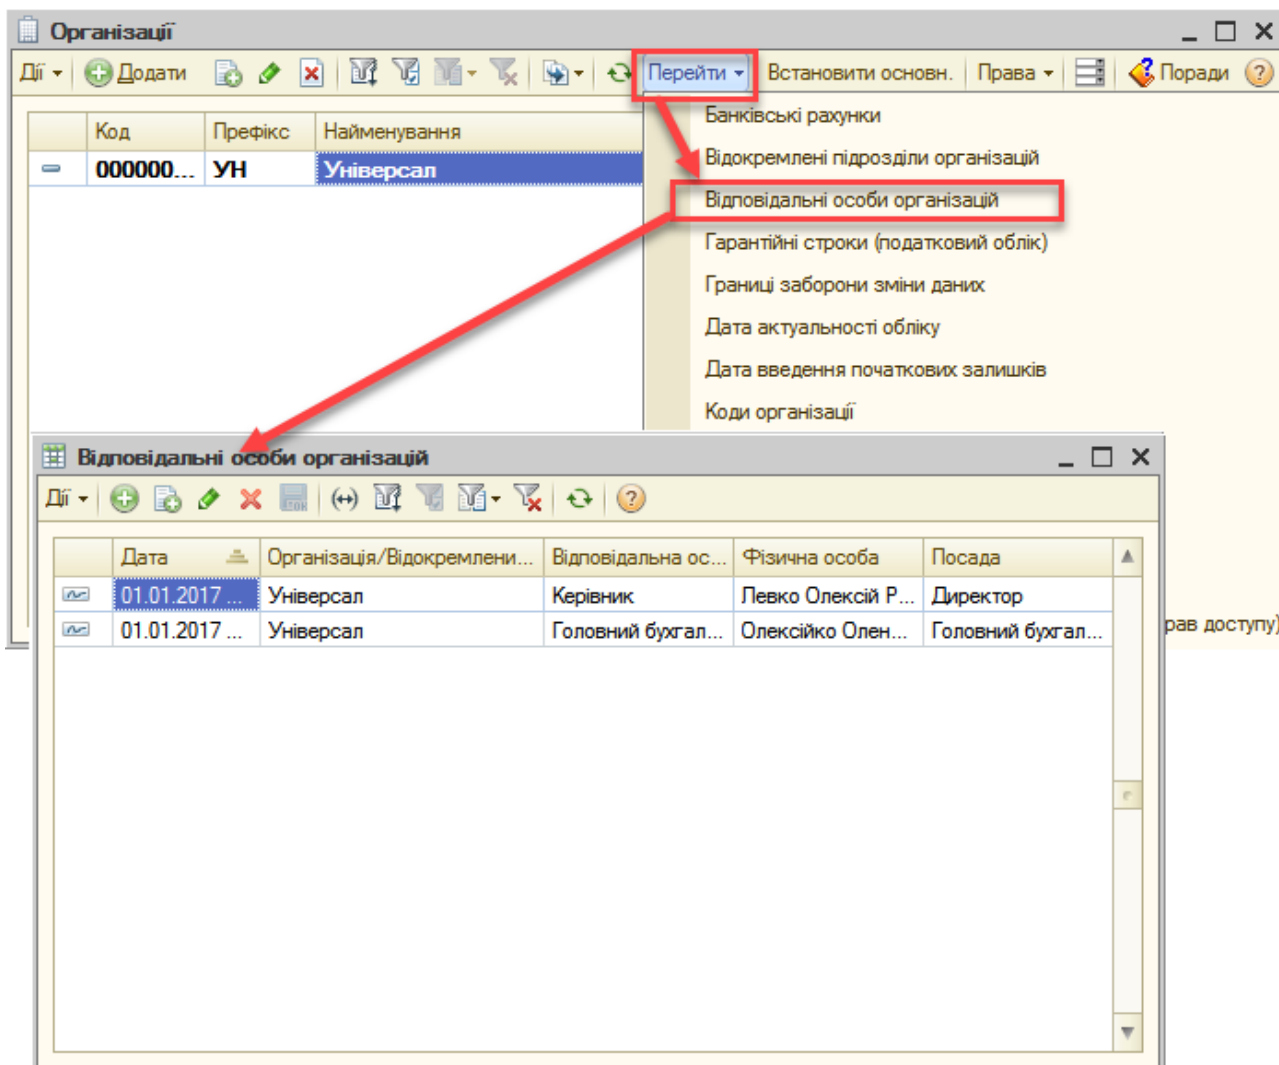 Організації
Дії Додати Перейти Встановити основн. Права Поради
Код Префікс Найменування
000000... УН Універсал
Банківські рахунки
Відокремлені підрозділи організацій
Відповідальні особи організацій
Гарантійні строки (податковий облік)
Границі заборони зміни даних
Дата актуальності обліку
Дата введення початкових залишків
Коди організації
рав доступу)
Відповідальні особи організацій
Дії
Дата Організація/Відокремлени... Відповідальна ос... Фізична особа Посада
01.01.2017 ... Універсал Керівник Левко Олексій Р... Директор
01.01.2017 ... Універсал Головний бухгал... Олексійко Олен... Головний бухгал...